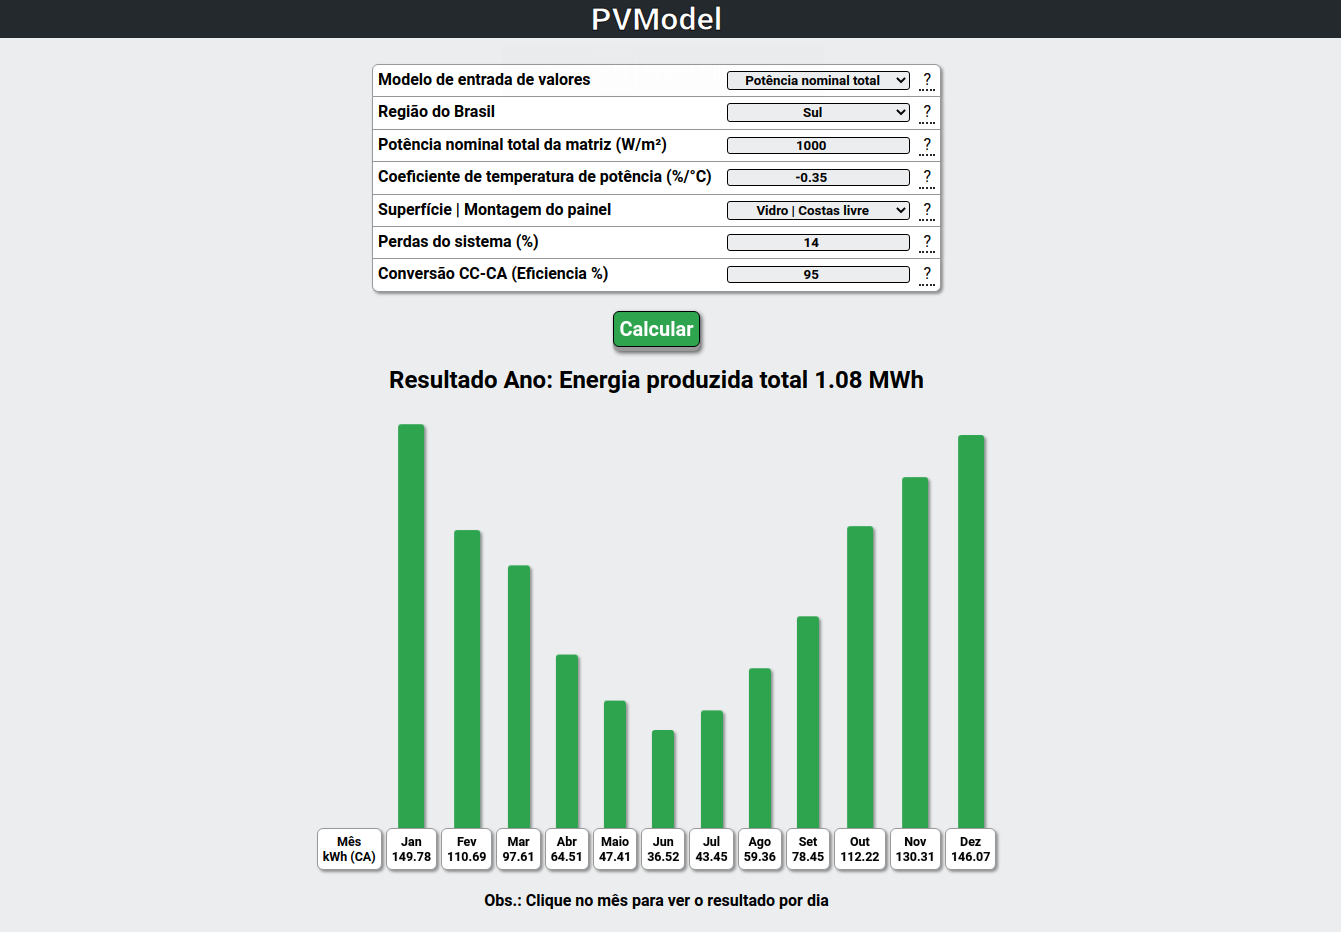 PVModel
Modelo de entrada de valores Potência nominal total ?
Região do Brasil Sul ?
Potência nominal total da matriz (W/m²) 1000 ?
Coeficiente de temperatura de potência (%/°C) -0.35 ?
Superfície | Montagem do painel Vidro | Costas livre ?
Perdas do sistema (%) 14 ?
Conversão CC-CA (Eficiencia %) 95 ?
Calcular
Resultado Ano: Energia produzida total 1.08 MWh
Mês Jan Fev Mar Abr Maio Jun Jul Ago Set Out Nov Dez
kWh (CA) 149.78 110.69 97.61 64.51 47.41 36.52 43.45 59.36 78.45 112.22 130.31 146.07
Obs.: Clique no mês para ver o resultado por dia